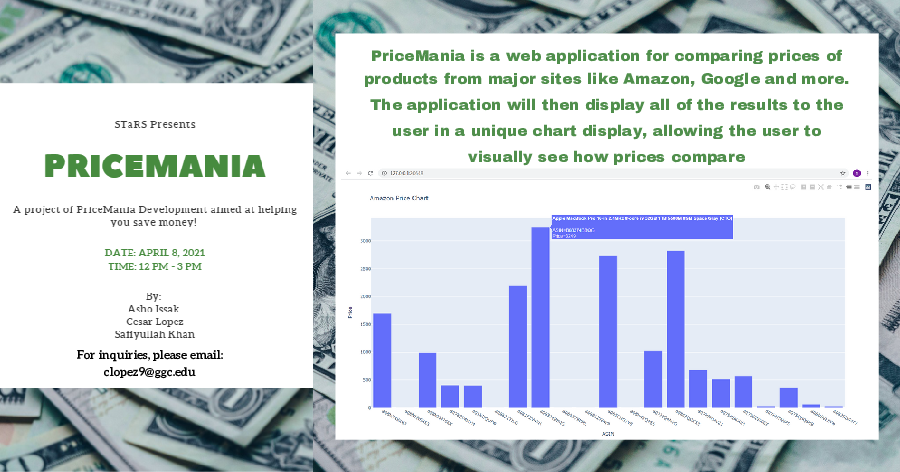 STaRS Presents
PRICEMANIA
A project of PriceMania Development aimed at helping
you save money!
DATE: APRIL 8, 2021
TIME: 12 PM - 3 PM
By:
Asho Issak
Cesar Lopez
Saifyullah Khan
For inquiries, please email:
clopez9@ggc.edu
PriceMania is a web application for comparing prices of
products from major sites like Amazon, Google and more.
The application will then display all of the results to the
user in a unique chart display, allowing the user to
visually see how prices compare
Amazon Price Chart
Price
3000
2500
2000
1500
1000
500
0
ASIN